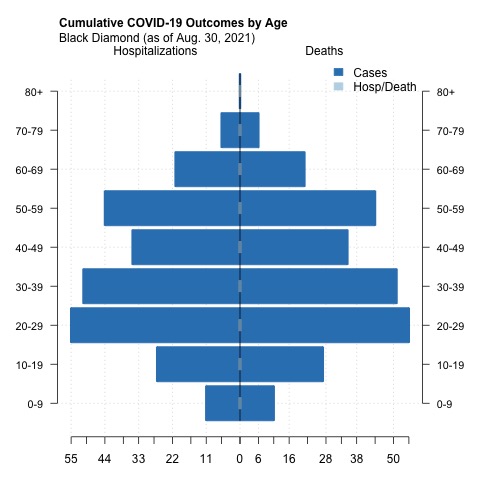 Cumulative COVID-19 Outcomes by Age
Black Diamond (as of Aug. 30, 2021)
Hospitalizations Deaths
Cases
Hosp/Death
80+ 80+
70-79 70-79
60-69 60-69
50-59 50-59
40-49 40-49
30-39 30-39
20-29 20-29
10-19 10-19
0-9 0-9
55 44 33 22 11 0 6 16 28 38 50